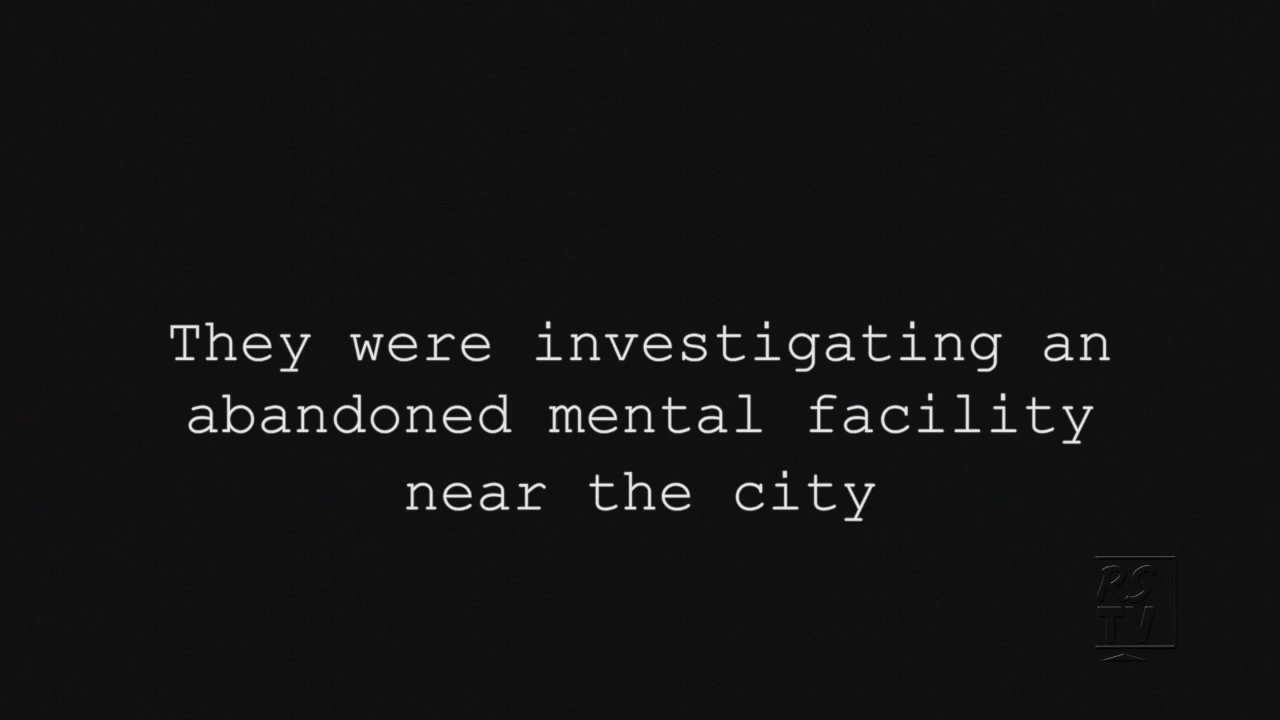 They were investigating an
abandoned mental facility
near the city
RS
TV